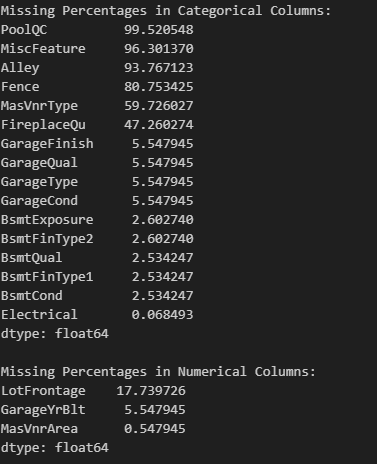 Missing Percentages in Categorical Columns:
PoolQC          99.520548
MiscFeature     96.301370
Alley           93.767123
Fence           80.753425
MasVnrType      59.726027
FireplaceQu     47.260274
GarageFinish     5.547945
GarageQual       5.547945
GarageType       5.547945
GarageCond       5.547945
BsmtExposure     2.602740
BsmtFinType2     2.602740
BsmtQual         2.534247
BsmtFinType1     2.534247
BsmtCond         2.534247
Electrical       0.068493
dtype: float64

Missing Percentages in Numerical Columns:
LotFrontage    17.739726
GarageYrBlt     5.547945
MasVnrArea      0.547945
dtype: float64